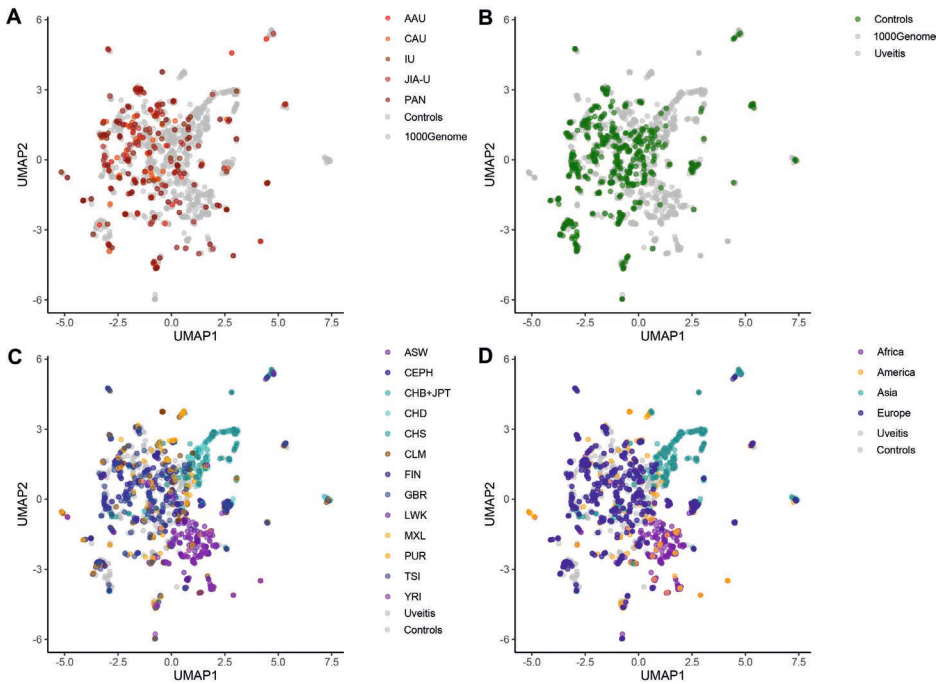 A
UMAP2
6
3
0
-3
-6
-5.0
-2.5
0.0
2.5
5.0
7.5
UMAP1
AAU
CAU
IU
JIA-U
PAN
Controls
1000Genome
B
UMAP2
6
3
0
-3
-6
-5.0
-2.5
0.0
2.5
5.0
7.5
UMAP1
Controls
1000Genome
Uveitis
C
UMAP2
6
3
0
-3
-6
-5.0
-2.5
0.0
2.5
5.0
7.5
UMAP1
ASW
CEPH
CHB+JPT
CHD
CHS
CLM
FIN
GBR
LWK
MXL
PUR
TSI
YRI
Uveitis
Controls
D
UMAP2
6
3
0
-3
-6
-5.0
-2.5
0.0
2.5
5.0
7.5
UMAP1
Africa
America
Asia
Europe
Uveitis
Controls